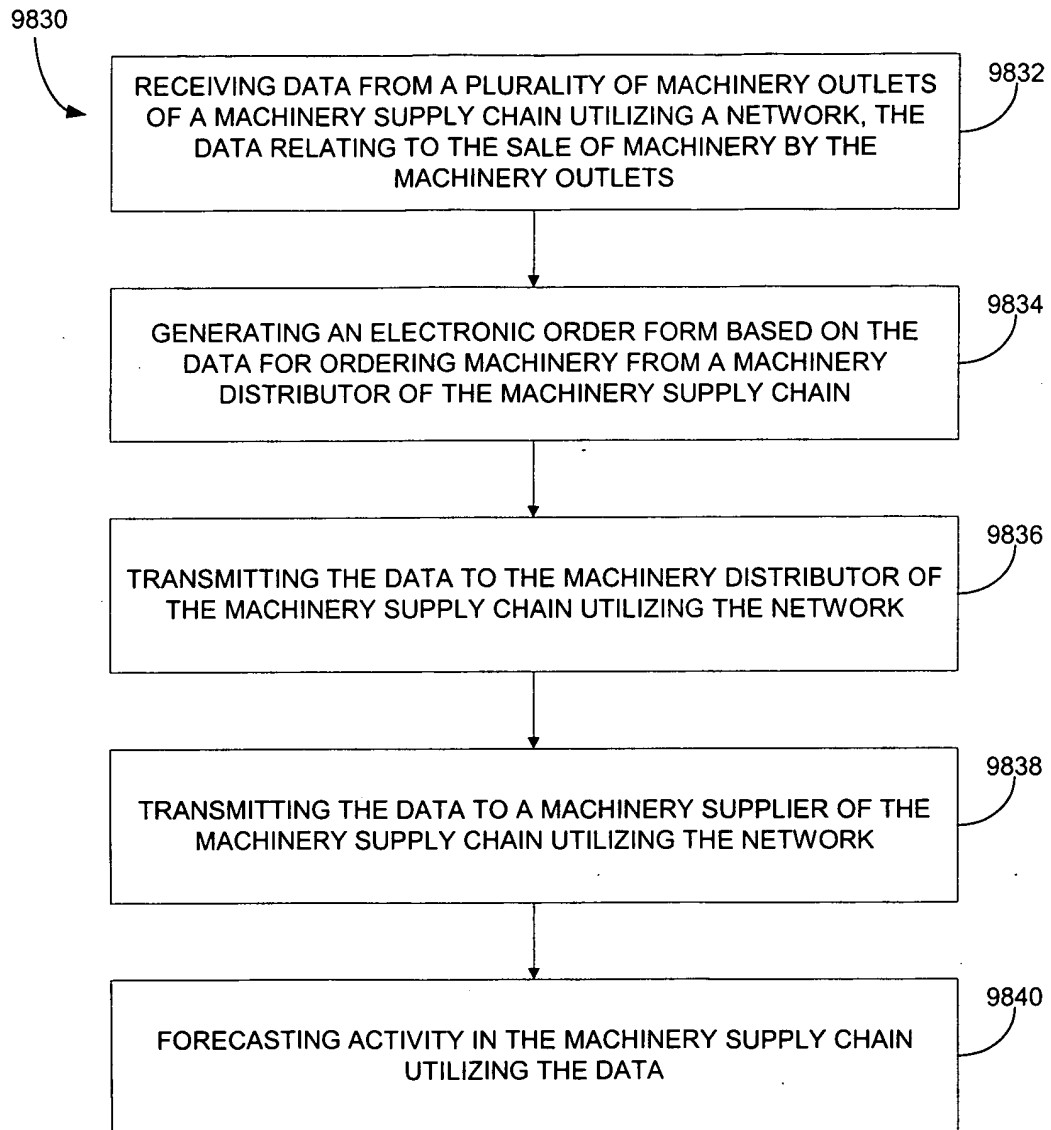 9830
RECEIVING DATA FROM A PLURALITY OF MACHINERY OUTLETS
OF A MACHINERY SUPPLY CHAIN UTILIZING A NETWORK, THE
DATA RELATING TO THE SALE OF MACHINERY BY THE
MACHINERY OUTLETS
9832
GENERATING AN ELECTRONIC ORDER FORM BASED ON THE
DATA FOR ORDERING MACHINERY FROM A MACHINERY
DISTRIBUTOR OF THE MACHINERY SUPPLY CHAIN
9834
TRANSMITTING THE DATA TO THE MACHINERY DISTRIBUTOR OF
THE MACHINERY SUPPLY CHAIN UTILIZING THE NETWORK
9836
TRANSMITTING THE DATA TO A MACHINERY SUPPLIER OF THE
MACHINERY SUPPLY CHAIN UTILIZING THE NETWORK
9838
FORECASTING ACTIVITY IN THE MACHINERY SUPPLY CHAIN
UTILIZING THE DATA
9840